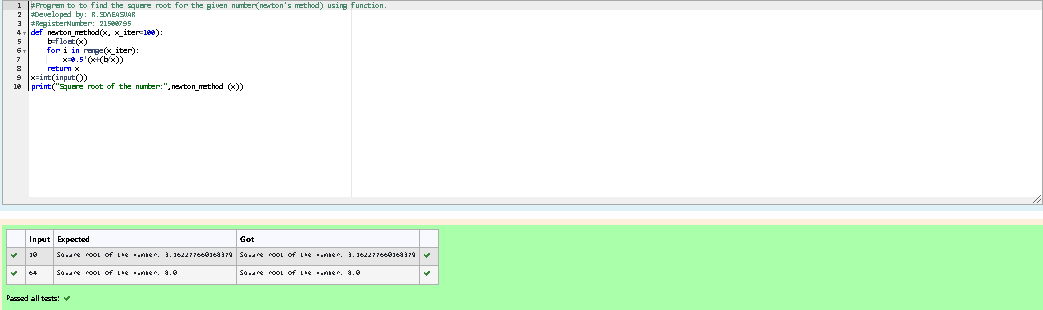 1 #Program to to find the square root for the given number(newton's method) using function.
2 #Developed by: R.SOMEASVAR
3 #RegisterNumber: 21500795
4 def newton_method(x, x_iter=100):
5 b=float(x)
6 for i in range(x_iter):
7 x=0.5*(x+(b/x))
8 return x
9 x=int(input())
10 print("Square root of the number:",newton_method (x))
Input Expected Got
10 Square root of the number: 3.162277660168379 Square root of the number: 3.162277660168379
64 Square root of the number: 8.0 Square root of the number: 8.0
Passed all tests: